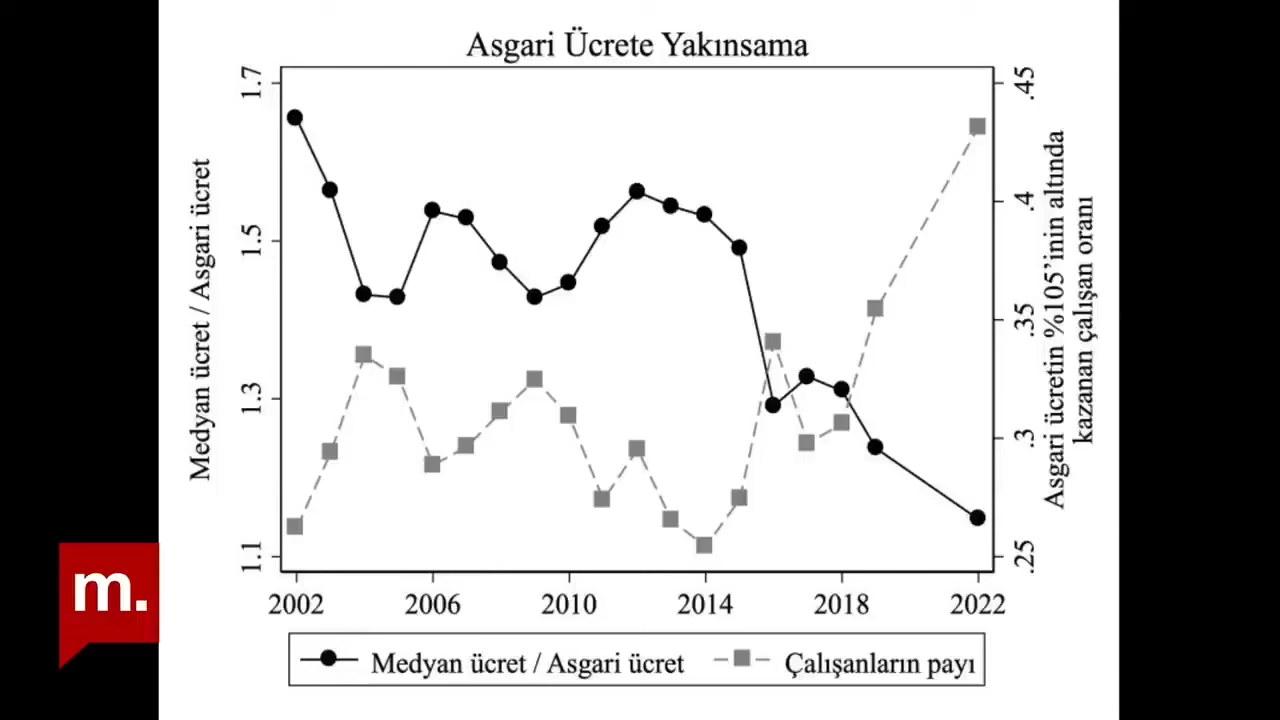 Asgari Ücrete Yakınsama
1.7
1.5
1.3
1.1
Medyan ücret / Asgari ücret
.45
.4
.35
.3
.25
Asgari ücretin %105'inin altında
kazanan çalışan oranı
2002 2006 2010 2014 2018 2022
Medyan ücret / Asgari ücret Çalışanların payı
m.